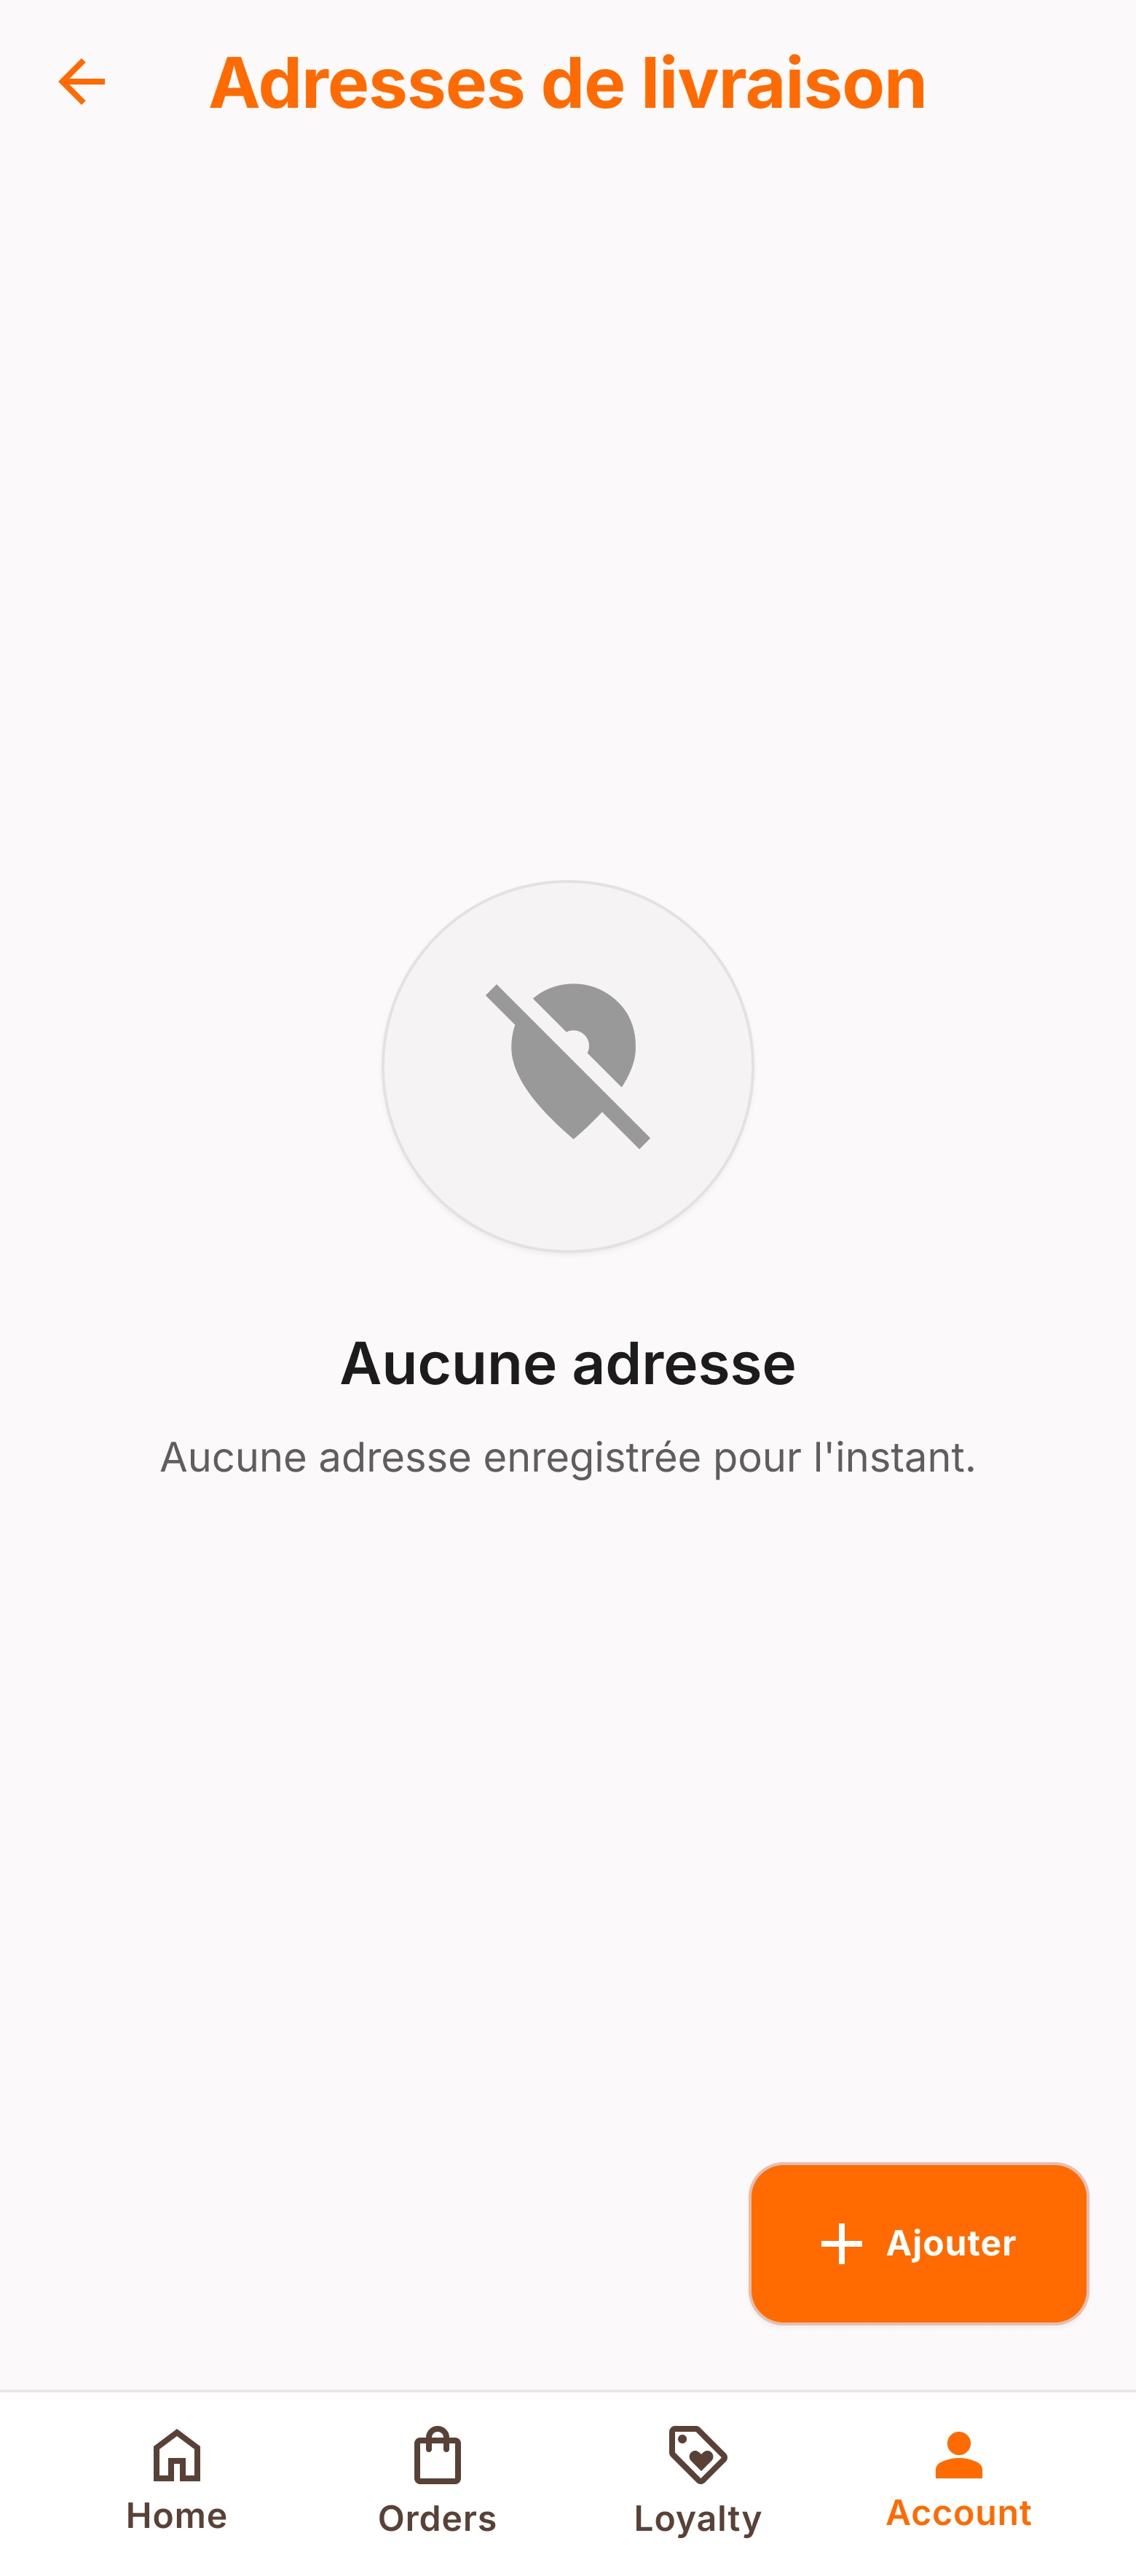 Adresses de livraison
Aucune adresse
Aucune adresse enregistrée pour l'instant.
Ajouter
Home
Orders
Loyalty
Account